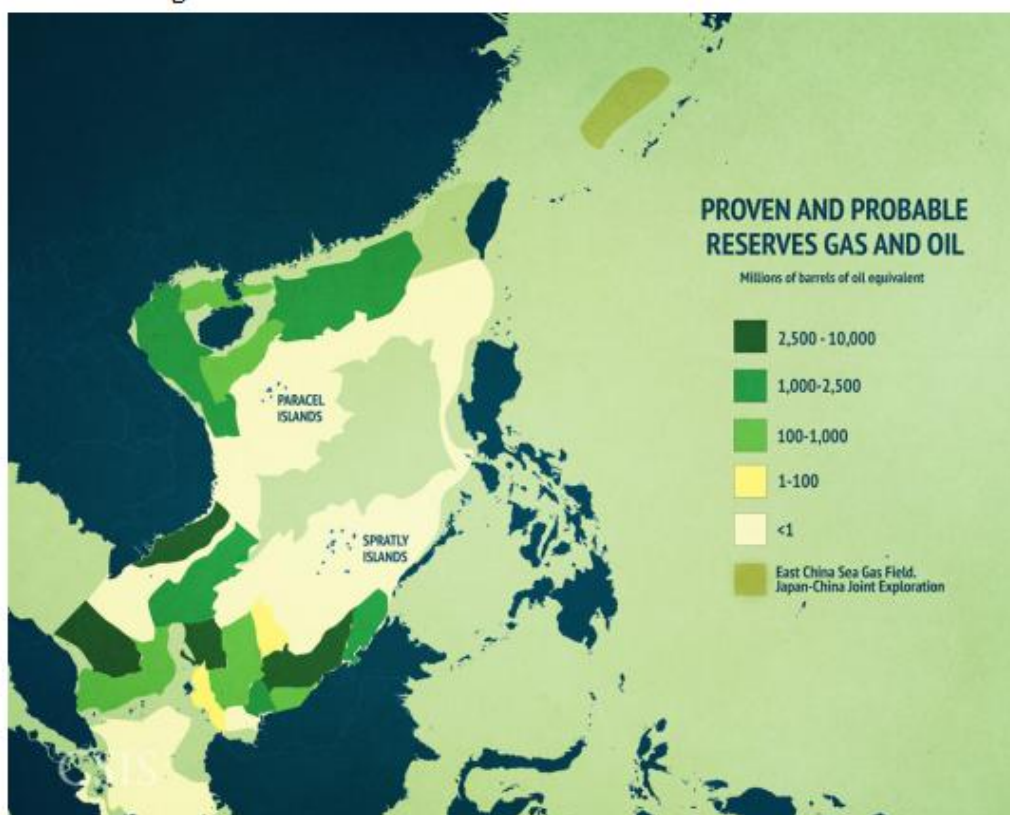 PROVEN AND PROBABLE
RESERVES GAS AND OIL
Millions of barrels of oil equivalent
2,500 - 10,000
1,000-2,500
100-1,000
1-100
<1
East China Sea Gas Field.
Japan-China Joint Exploration
PARACEL
ISLANDS
SPRATLY
ISLANDS
CSIS